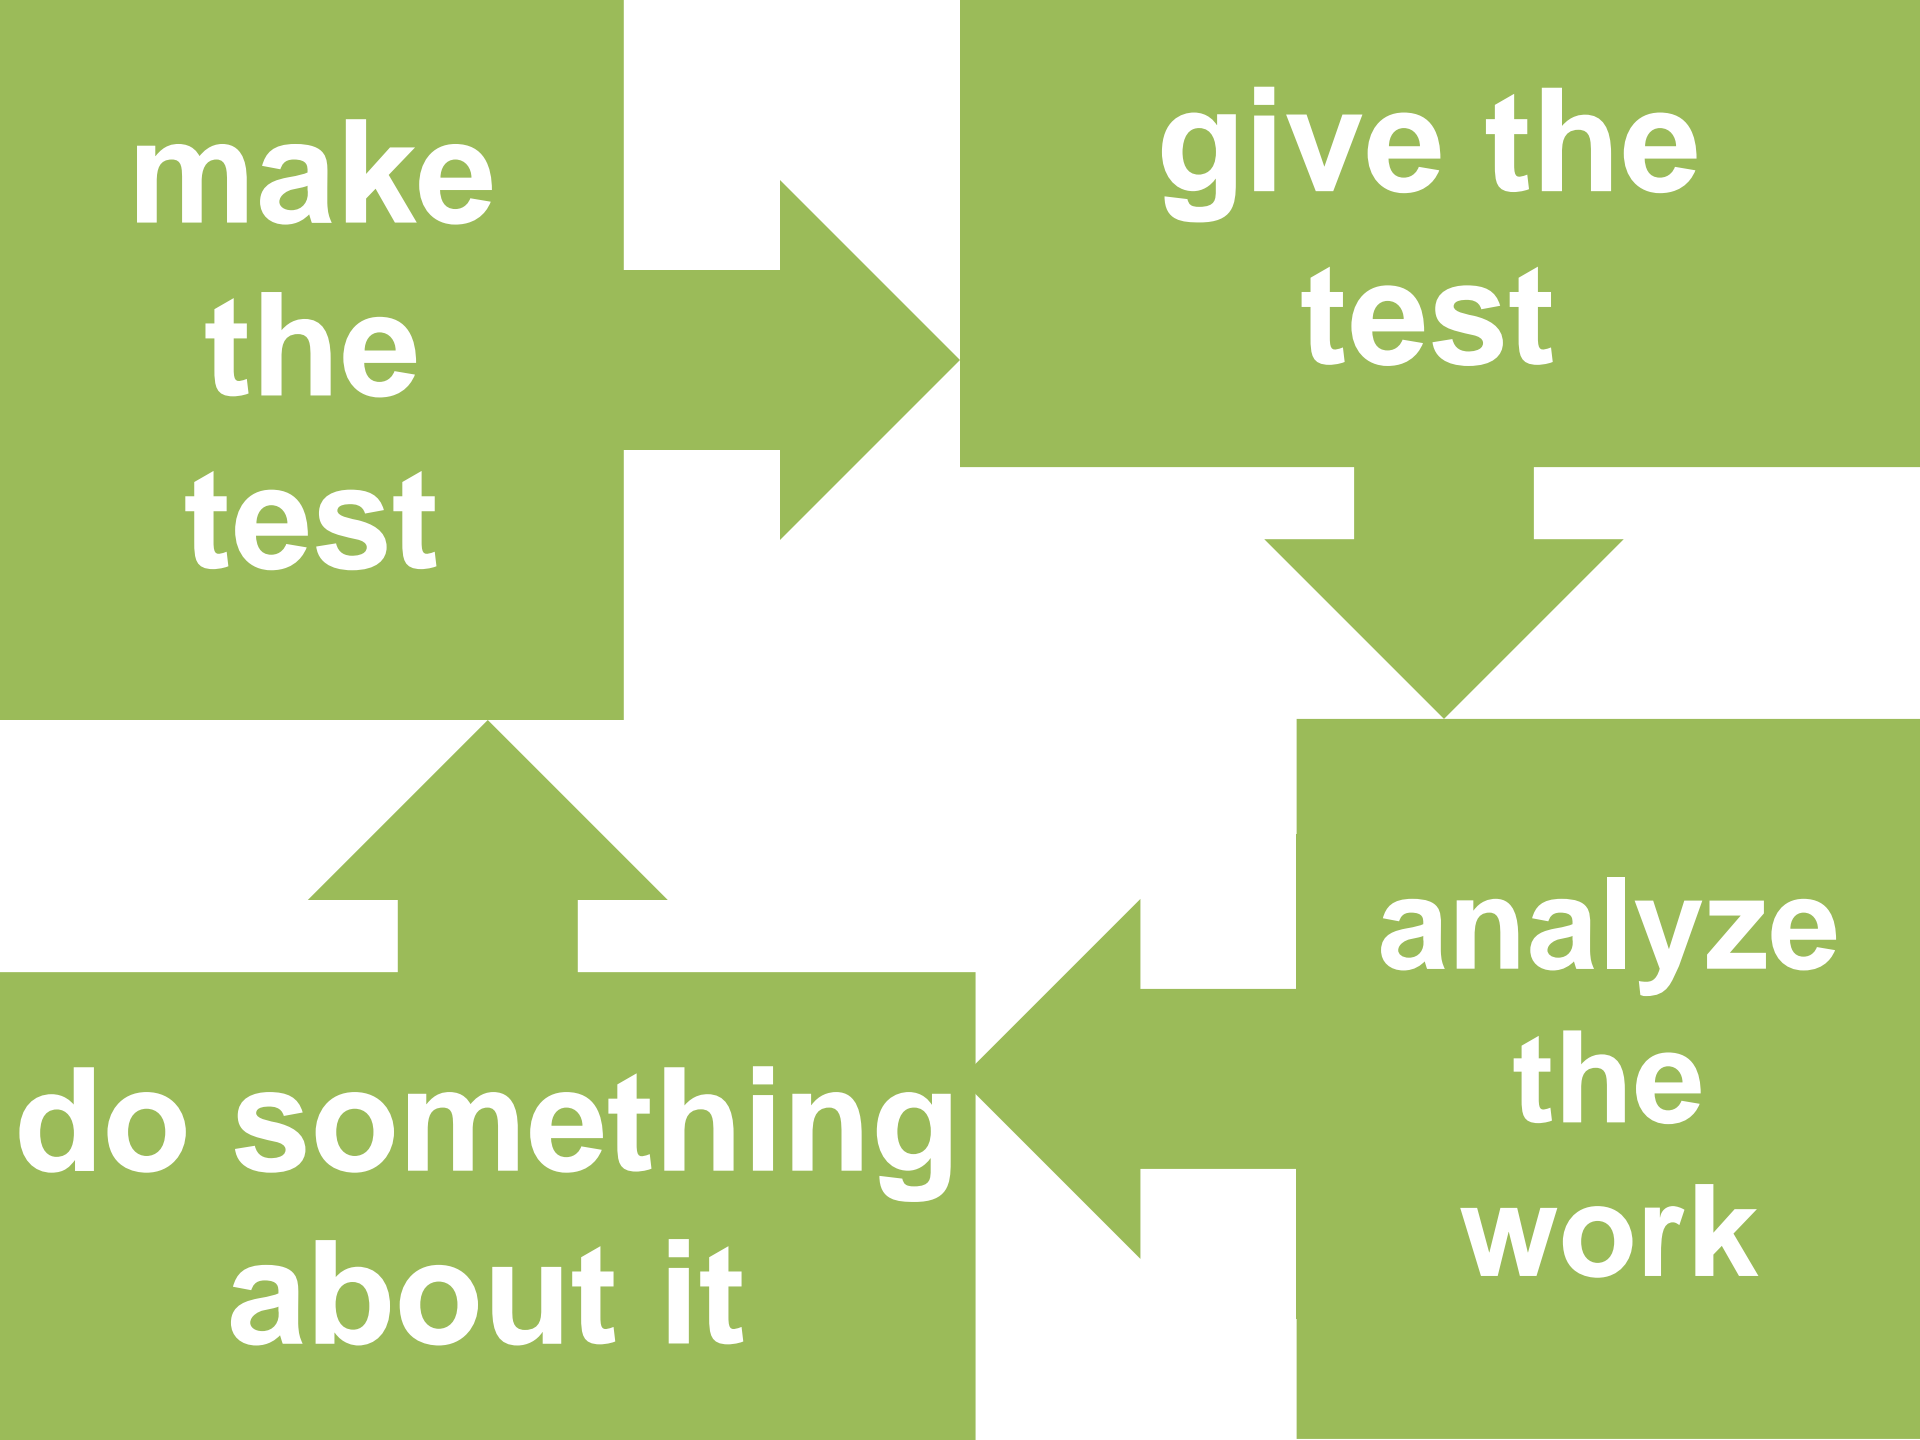 make
the
test
give the
test
analyze
the
work
do something
about it